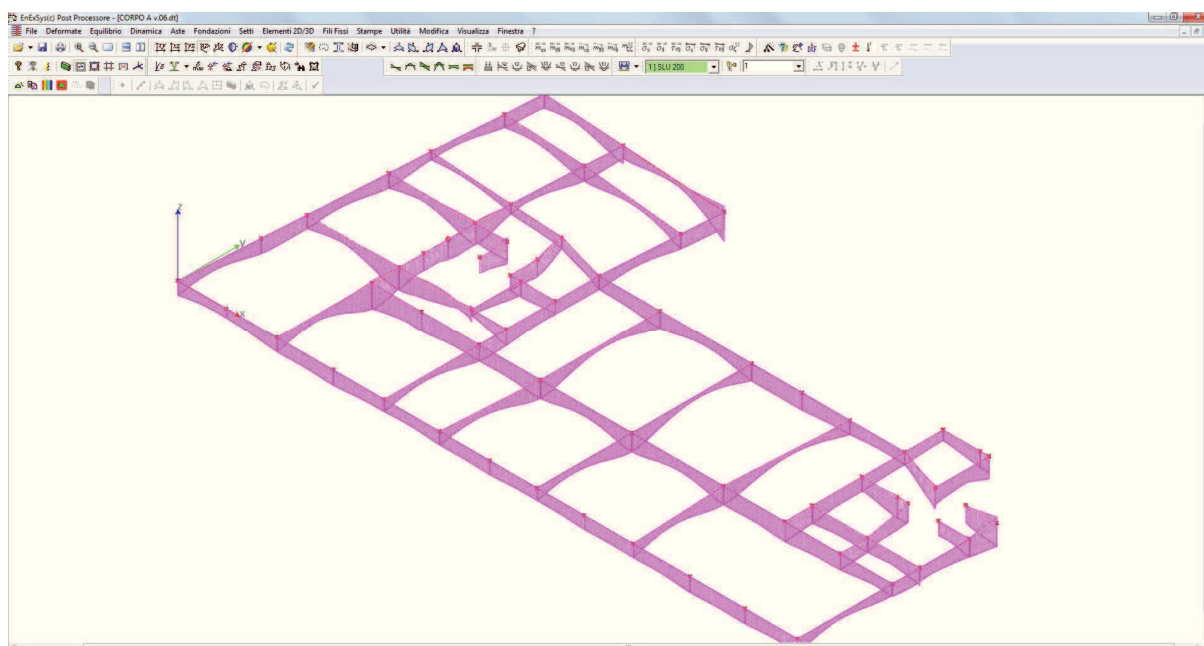 EnExSys(c) Post Processore - [CORPO A v.06.dt]
File Deformate Equilibrio Dinamica Aste Fondazioni Setti Elementi 2D/3D Fili Fissi Stampe Utilità Modifica Visualizza Finestra ?
1] SLU 200
1
Z
Y
X